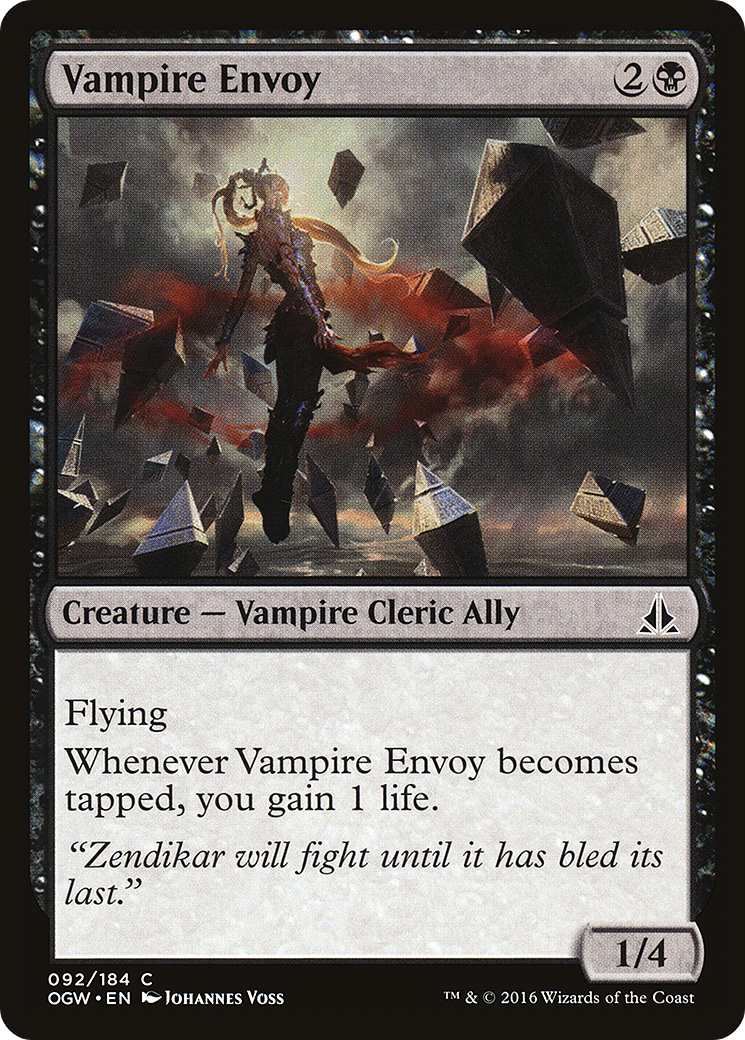 Vampire Envoy 2
Creature — Vampire Cleric Ally
Flying
Whenever Vampire Envoy becomes
tapped, you gain 1 life.
“Zendikar will fight until it has bled its
last.”
1/4
092/184 C
OGW • EN Johannes Voss
™ & © 2016 Wizards of the Coast